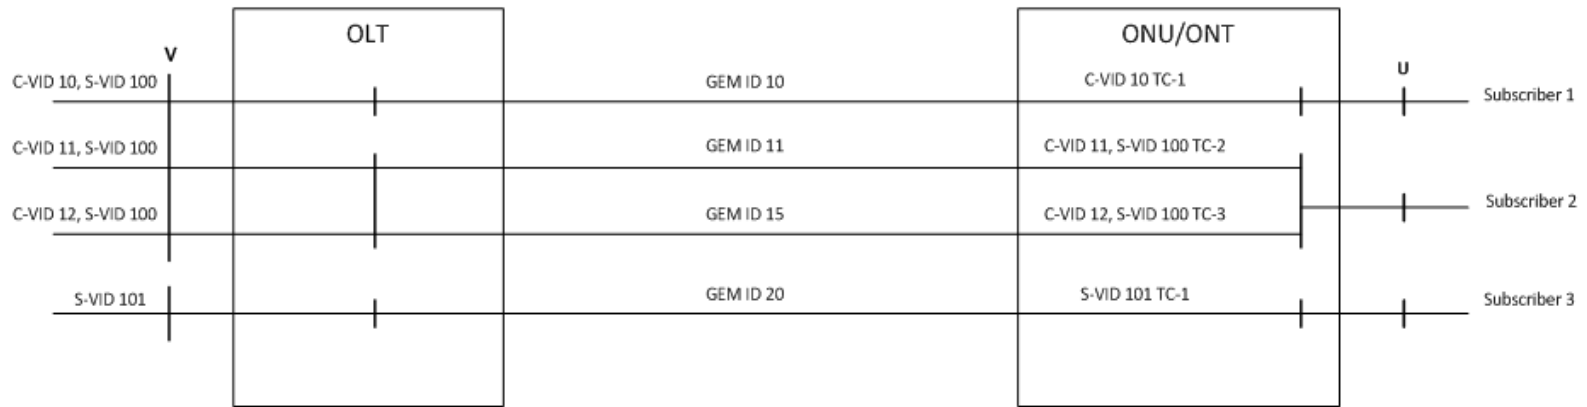 OLT
ONU/ONT
V
U
C-VID 10, S-VID 100
GEM ID 10
C-VID 10 TC-1
Subscriber 1
C-VID 11, S-VID 100
GEM ID 11
C-VID 11, S-VID 100 TC-2
C-VID 12, S-VID 100
GEM ID 15
C-VID 12, S-VID 100 TC-3
Subscriber 2
S-VID 101
GEM ID 20
S-VID 101 TC-1
Subscriber 3